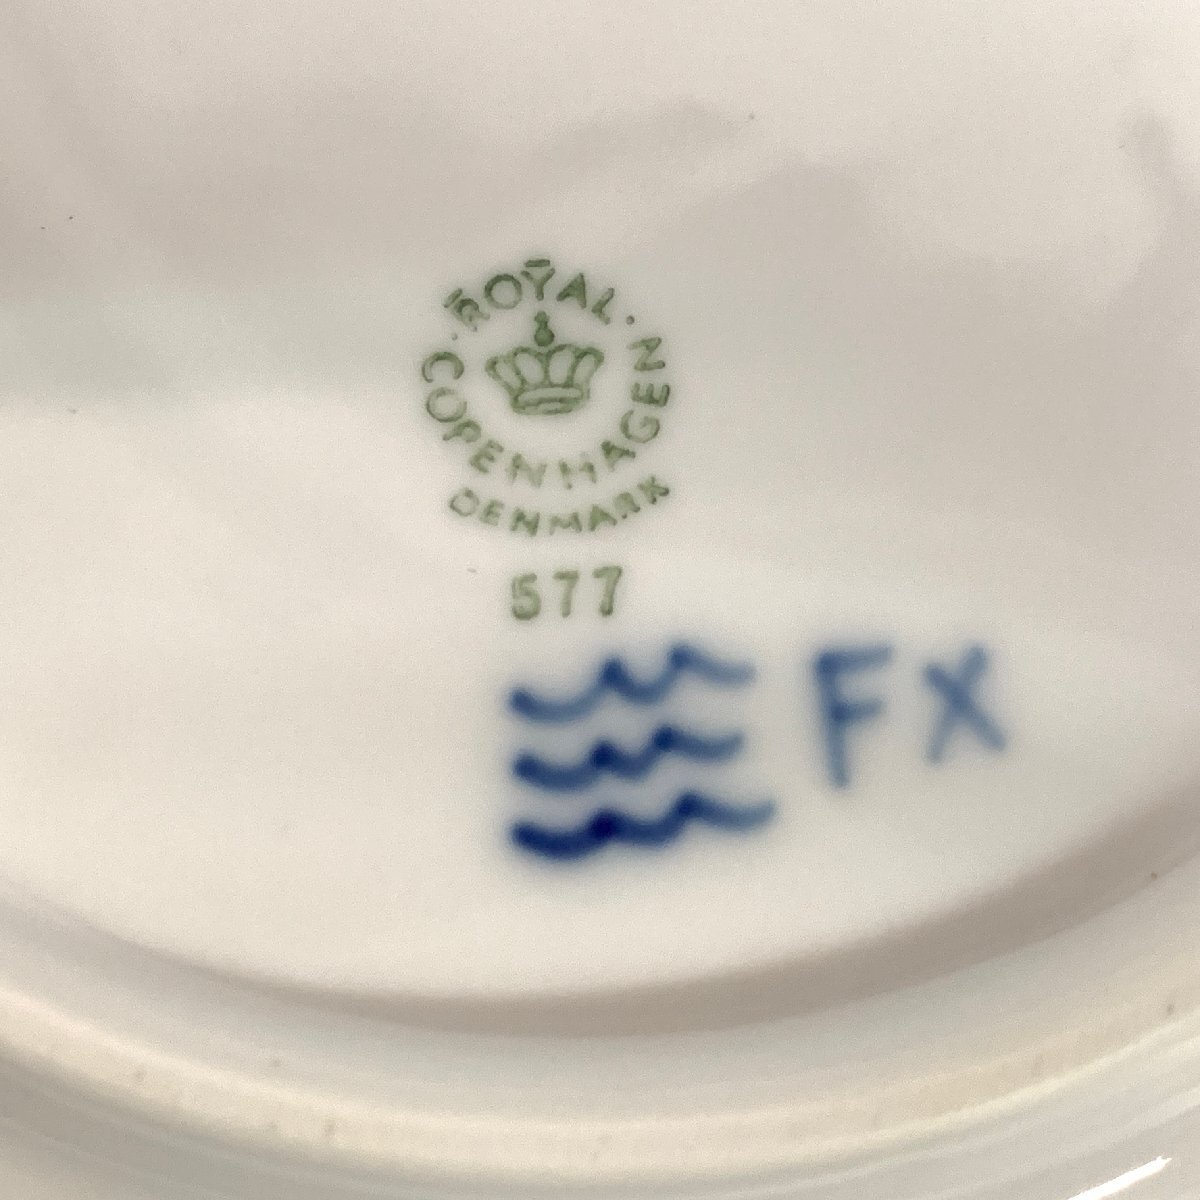 ROYAL
COPENHAGEN
DENMARK
577
FX